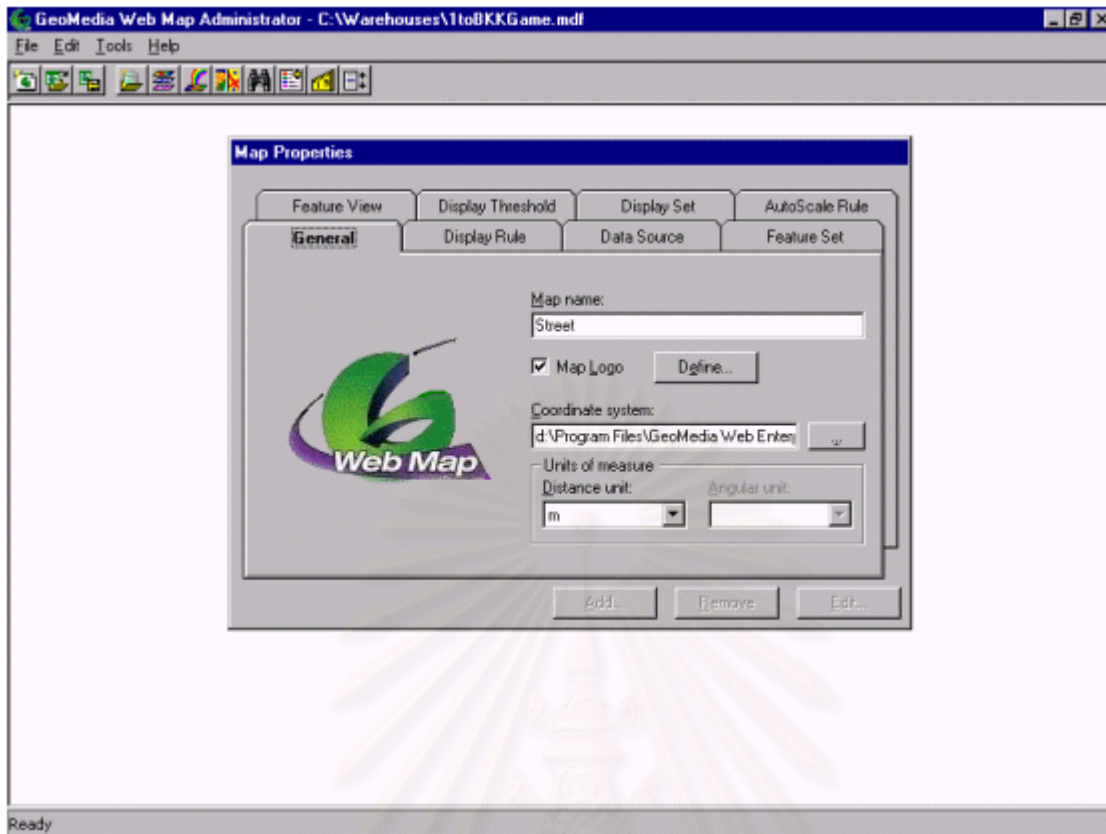 GeoMedia Web Map Administrator - C:\Warehouses\1toBKKGame.mdf
File Edit Tools Help
Map Properties
Feature View Display Threshold Display Set AutoScale Rule
General Display Rule Data Source Feature Set
Map name:
Street
Map Logo Define...
Coordinate system:
d:\Program Files\GeoMedia Web Enter
...
Web Map
Units of measure
Distance unit: Angular unit:
m
Add... Remove Edit...
Ready